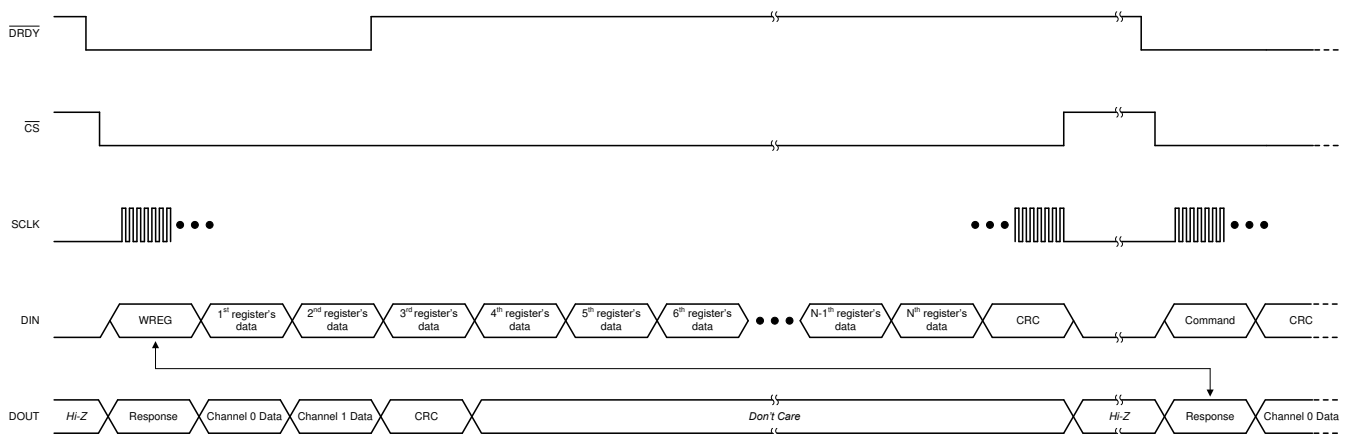 DRDY
CS
SCLK
DIN
WREG
1st register's
data
2nd register's
data
3rd register's
data
4th register's
data
5th register's
data
6th register's
data
N-1th register's
data
Nth register's
data
CRC
Command
CRC
DOUT
Hi-Z
Response
Channel 0 Data
Channel 1 Data
CRC
Don't Care
Hi-Z
Response
Channel 0 Data